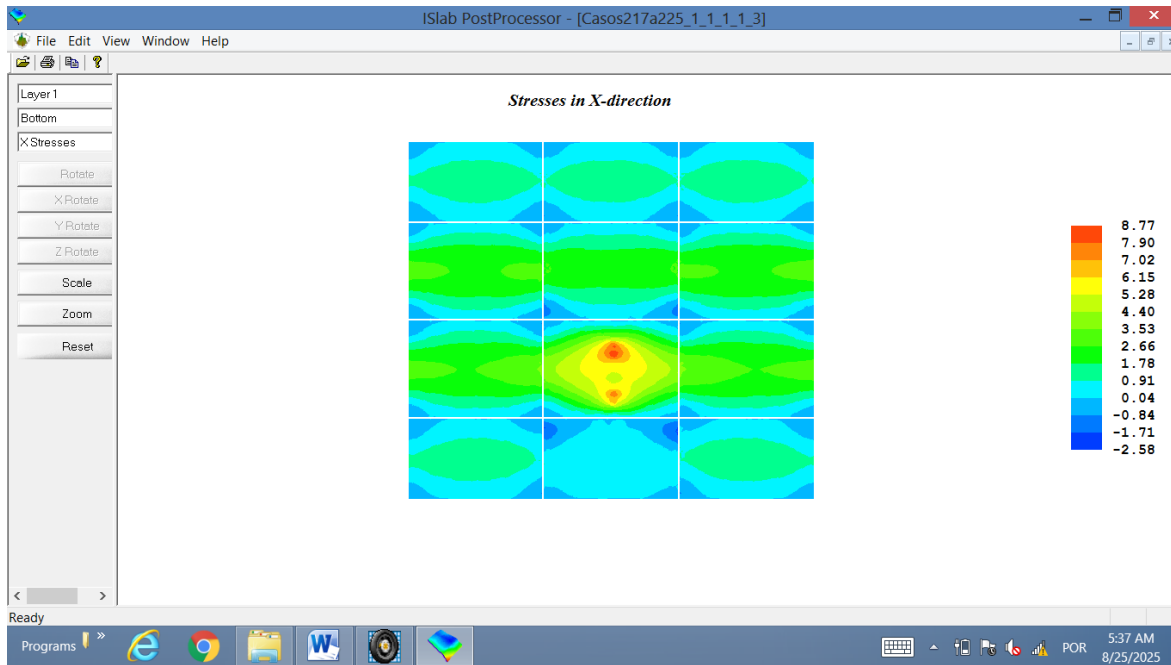 ISlab PostProcessor - [Casos217a225_1_1_1_1_3]
File Edit View Window Help
Layer 1
Bottom
X Stresses
Rotate
X Rotate
Y Rotate
Z Rotate
Scale
Zoom
Reset
Stresses in X-direction
8.77
7.90
7.02
6.15
5.28
4.40
3.53
2.66
1.78
0.91
0.04
-0.84
-1.71
-2.58
Ready
Programs » POR 5:37 AM
8/25/2025